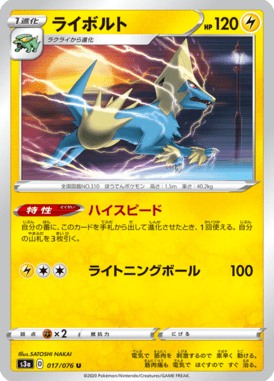 1進化
ライボルト
HP120
ラクライから進化
全国図鑑NO.310 ほうでんポケモン 高さ:1.5m 重さ:40.2kg
特性 ハイスピード
自分の番に、このカードを手札から出して進化させたとき、1回使える。自分の山札を3枚引く。
ライトニングボール 100
弱点 ×2 抵抗力 にげる
Illus.SATOSHI NAKAI
s3a D 017/076 U
©2020 Pokémon/Nintendo/Creatures/GAME FREAK.
電気で